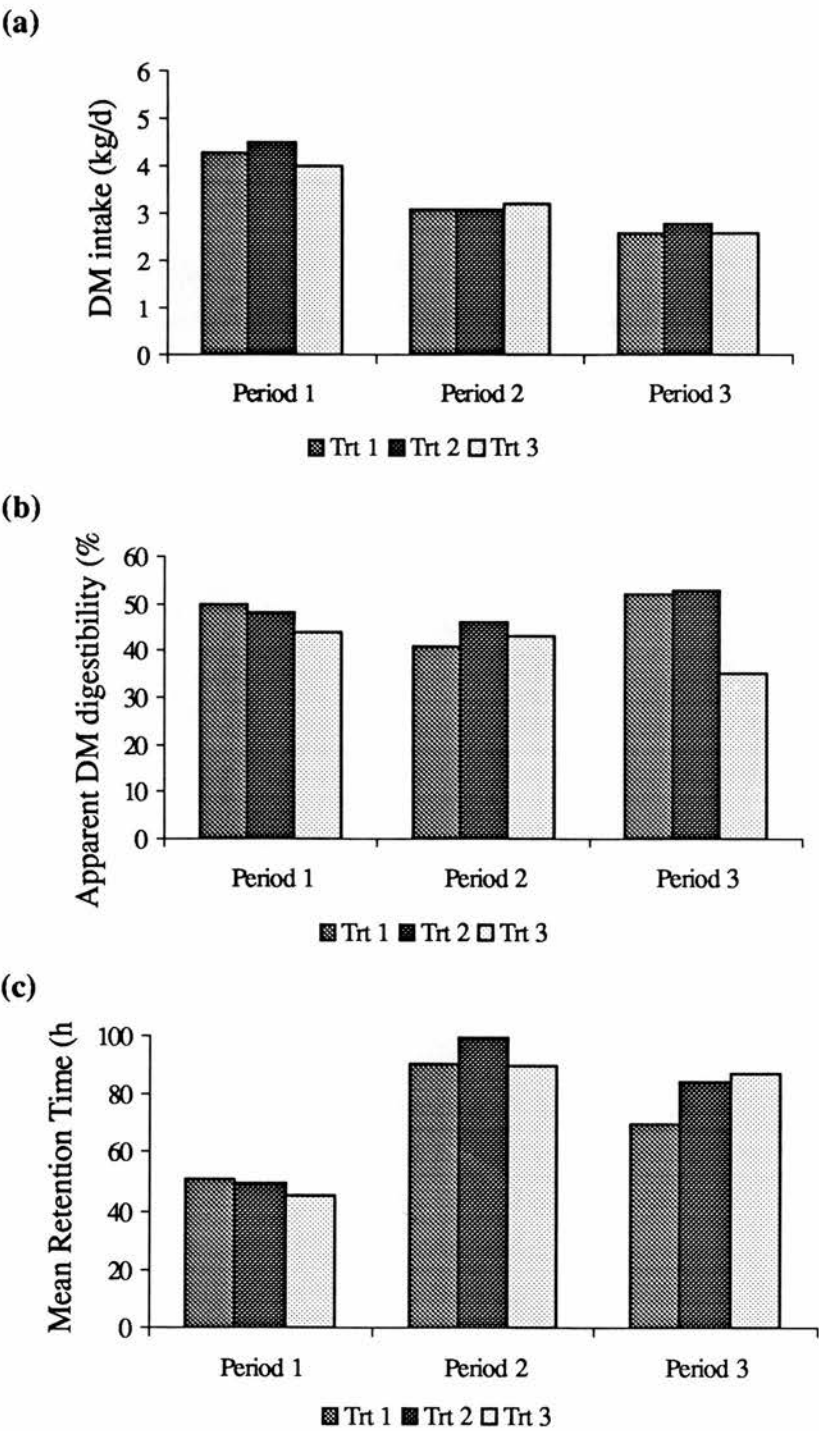 (a)
DM intake (kg/d)
6
5
4
3
2
1
0
Period 1 Period 2 Period 3
Trt 1 Trt 2 Trt 3
(b)
Apparent DM digestibility (%
60
50
40
30
20
10
0
Period 1 Period 2 Period 3
Trt 1 Trt 2 Trt 3
(c)
Mean Retention Time (h
100
80
60
40
20
0
Period 1 Period 2 Period 3
Trt 1 Trt 2 Trt 3